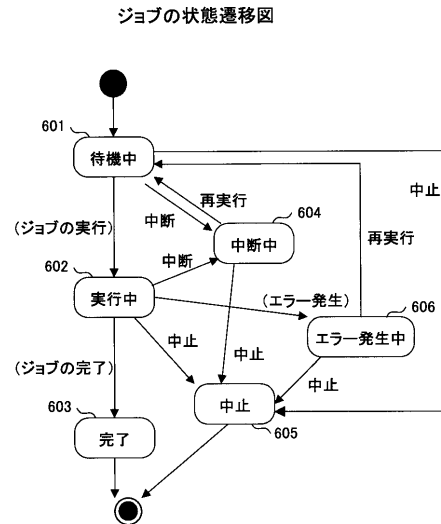 ジョブの状態遷移図
601
待機中
中止
再実行
604
(ジョブの実行)
中断
再実行
602
中断
中断中
(エラー発生)
606
実行中
エラー発生中
中止
中止
中止
(ジョブの完了)
603
中止
完了
605